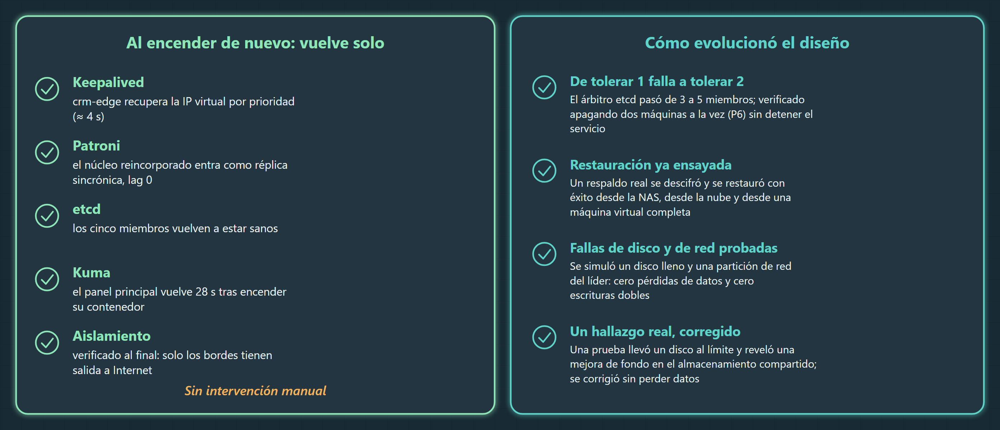 Al encender de nuevo: vuelve solo
Keepalived
crm-edge recupera la IP virtual por prioridad
(≈ 4 s)
Patroni
el núcleo reincorporado entra como réplica
sincrónica, lag 0
etcd
los cinco miembros vuelven a estar sanos
Kuma
el panel principal vuelve 28 s tras encender
su contenedor
Aislamiento
verificado al final: solo los bordes tienen
salida a Internet
Sin intervención manual
Cómo evolucionó el diseño
De tolerar 1 falla a tolerar 2
El árbitro etcd pasó de 3 a 5 miembros; verificado
apagando dos máquinas a la vez (P6) sin detener el
servicio
Restauración ya ensayada
Un respaldo real se descifró y se restauró con
éxito desde la NAS, desde la nube y desde una
máquina virtual completa
Fallas de disco y de red probadas
Se simuló un disco lleno y una partición de red
del líder: cero pérdidas de datos y cero
escrituras dobles
Un hallazgo real, corregido
Una prueba llevó un disco al límite y reveló una
mejora de fondo en el almacenamiento compartido;
se corrigió sin perder datos